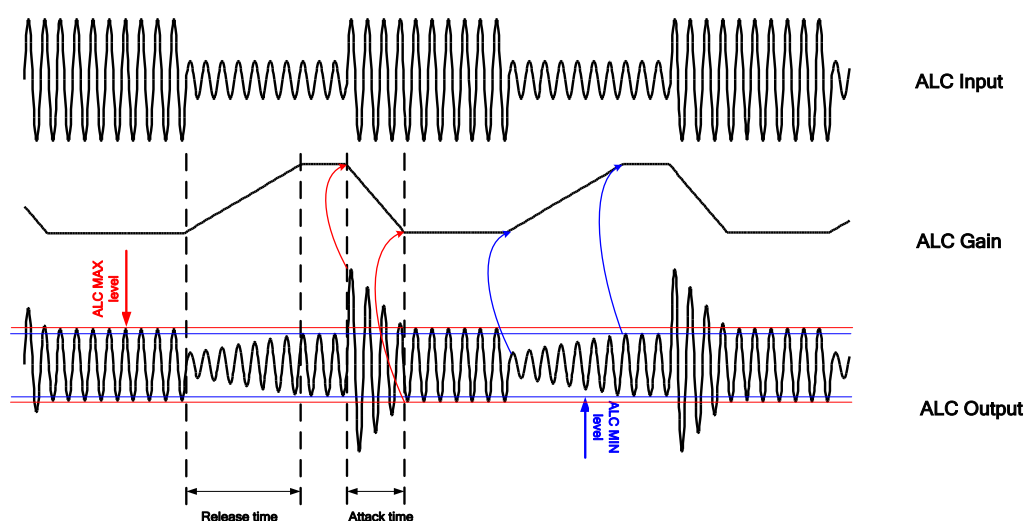 ALC Input
ALC Gain
ALC MAX
level
ALC Output
ALC MIN
level
Release time
Attack time